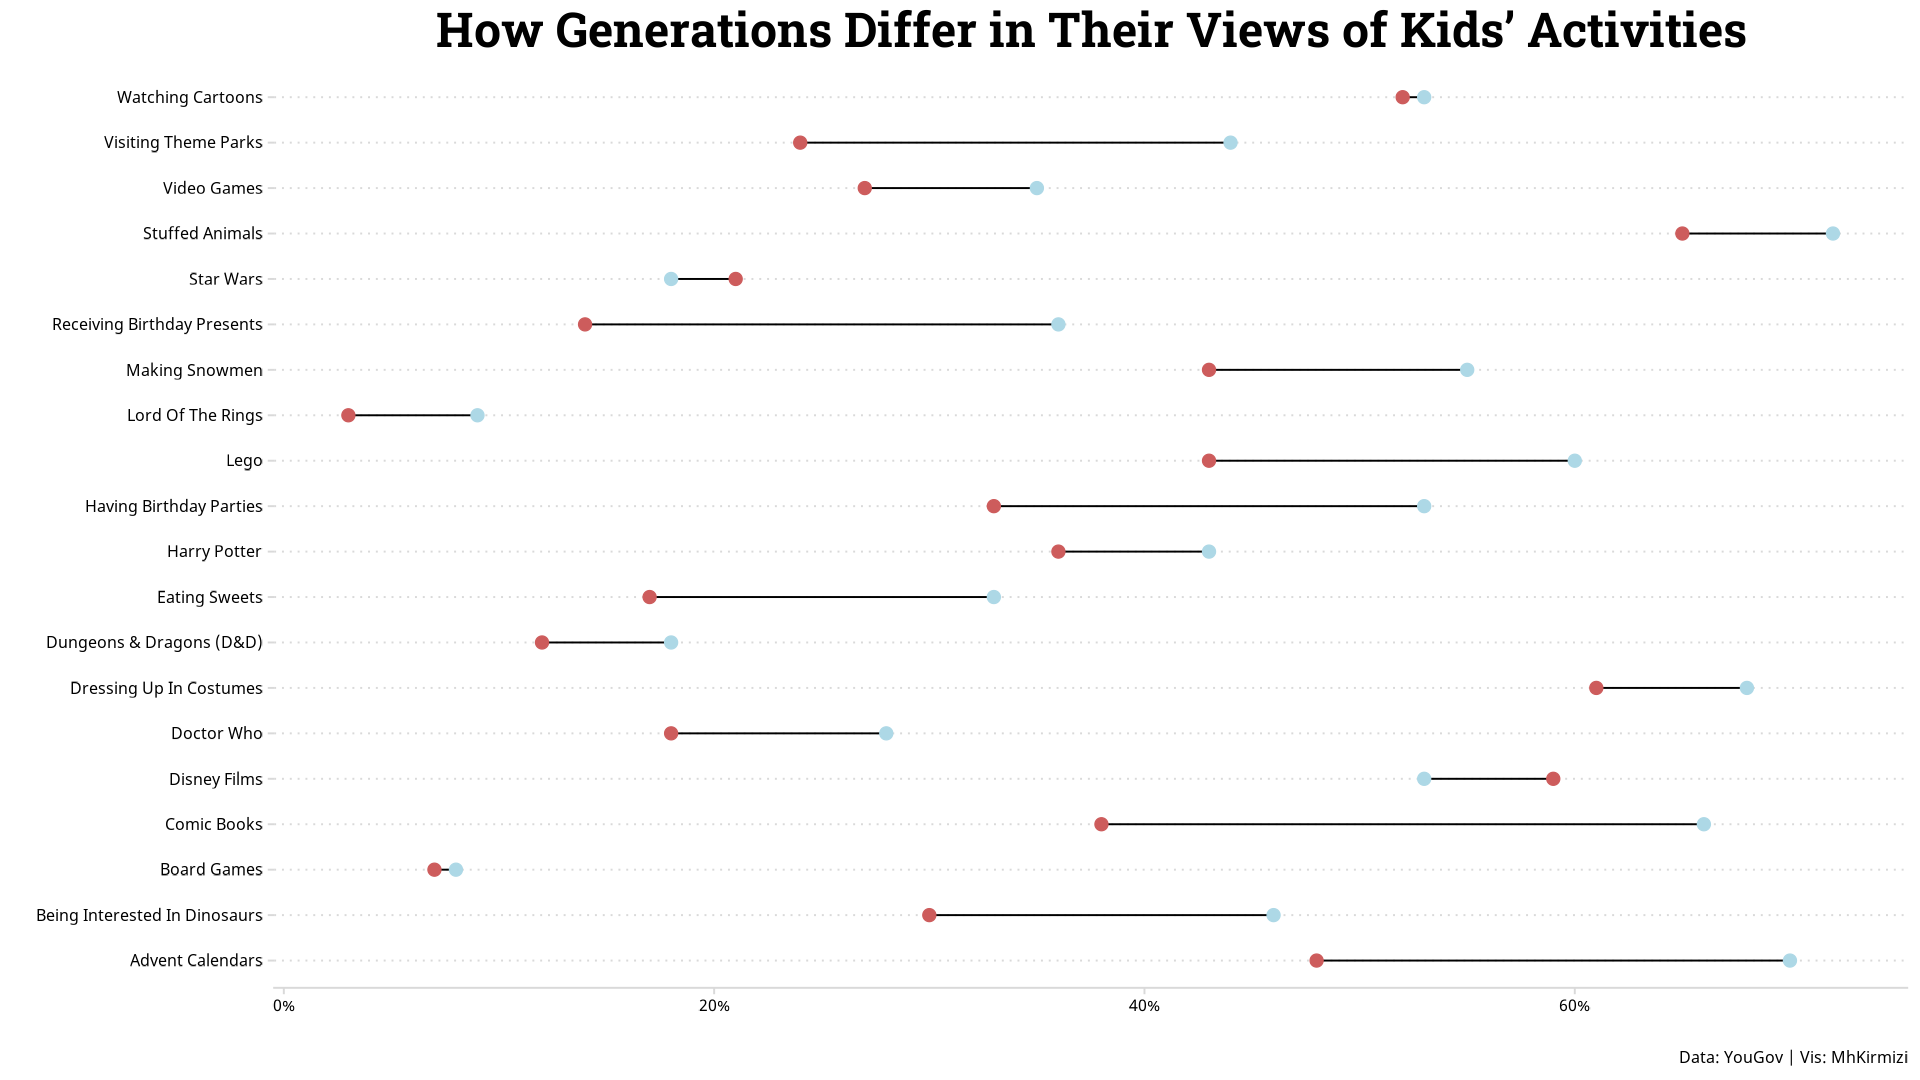 How Generations Differ in Their Views of Kids’ Activities
Watching Cartoons
Visiting Theme Parks
Video Games
Stuffed Animals
Star Wars
Receiving Birthday Presents
Making Snowmen
Lord Of The Rings
Lego
Having Birthday Parties
Harry Potter
Eating Sweets
Dungeons & Dragons (D&D)
Dressing Up In Costumes
Doctor Who
Disney Films
Comic Books
Board Games
Being Interested In Dinosaurs
Advent Calendars
0% 20% 40% 60%
Data: YouGov | Vis: MhKirmizi